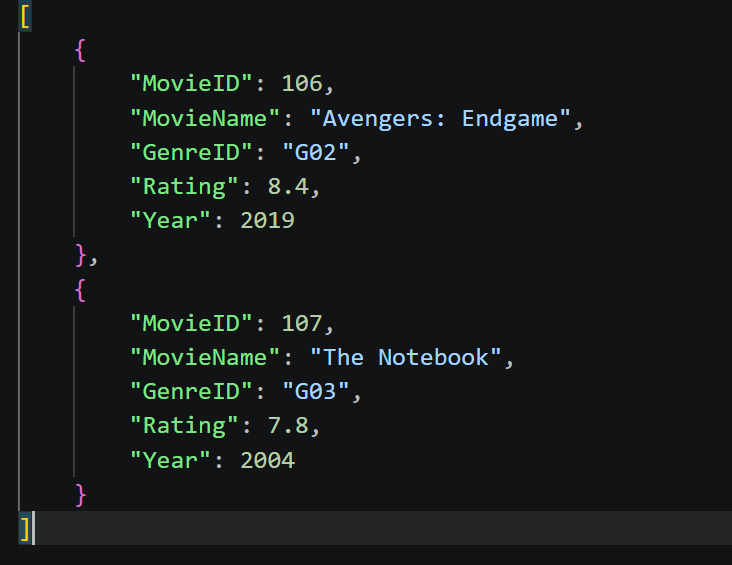 [
    {
        "MovieID": 106,
        "MovieName": "Avengers: Endgame",
        "GenreID": "G02",
        "Rating": 8.4,
        "Year": 2019
    },
    {
        "MovieID": 107,
        "MovieName": "The Notebook",
        "GenreID": "G03",
        "Rating": 7.8,
        "Year": 2004
    }
]